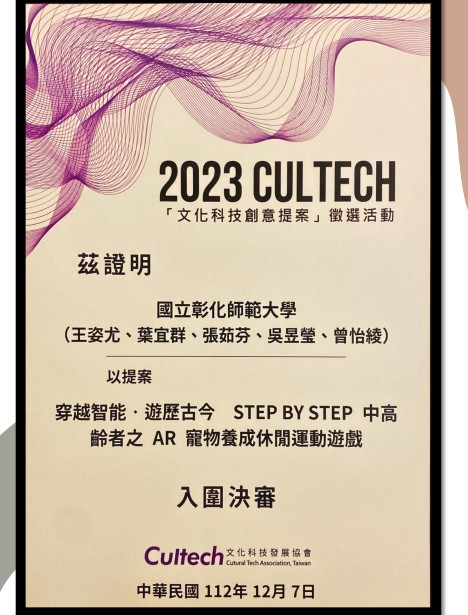 2023 CULTECH
「文化科技創意提案」徵選活動
茲證明
國立彰化師範大學
（王姿尤、葉宜群、張茹芬、吳昱瑩、曾怡綾）
以提案
穿越智能．遊歷古今 STEP BY STEP 中高
齡者之 AR 寵物養成休閒運動遊戲
入圍決審
Cultech 文化科技發展協會
Cutural Tech Association, Taiwan
中華民國 112年 12月 7日